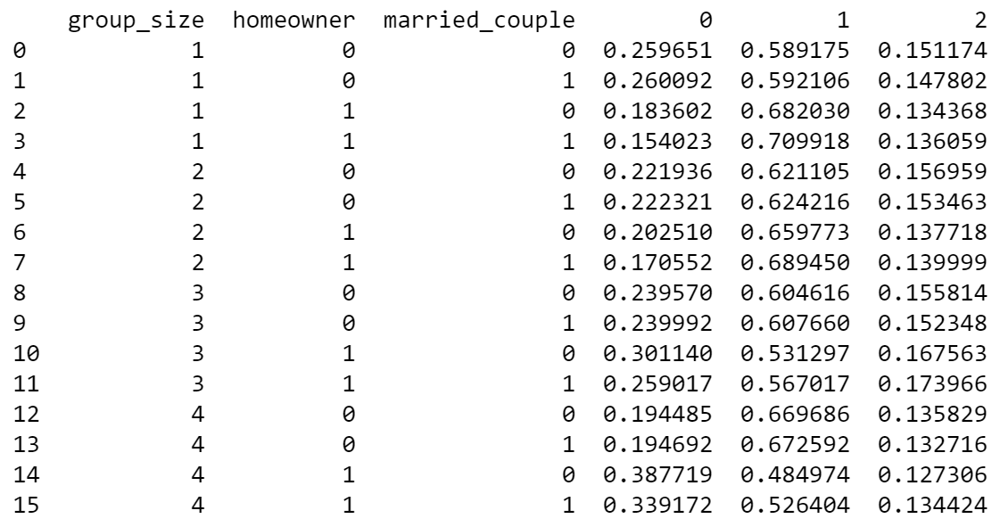 group_size homeowner married_couple 0 1 2
0 1 0 0 0.259651 0.589175 0.151174
1 1 0 1 0.260092 0.592106 0.147802
2 1 1 0 0.183602 0.682030 0.134368
3 1 1 1 0.154023 0.709918 0.136059
4 2 0 0 0.221936 0.621105 0.156959
5 2 0 1 0.222321 0.624216 0.153463
6 2 1 0 0.202510 0.659773 0.137718
7 2 1 1 0.170552 0.689450 0.139999
8 3 0 0 0.239570 0.604616 0.155814
9 3 0 1 0.239992 0.607660 0.152348
10 3 1 0 0.301140 0.531297 0.167563
11 3 1 1 0.259017 0.567017 0.173966
12 4 0 0 0.194485 0.669686 0.135829
13 4 0 1 0.194692 0.672592 0.132716
14 4 1 0 0.387719 0.484974 0.127306
15 4 1 1 0.339172 0.526404 0.134424